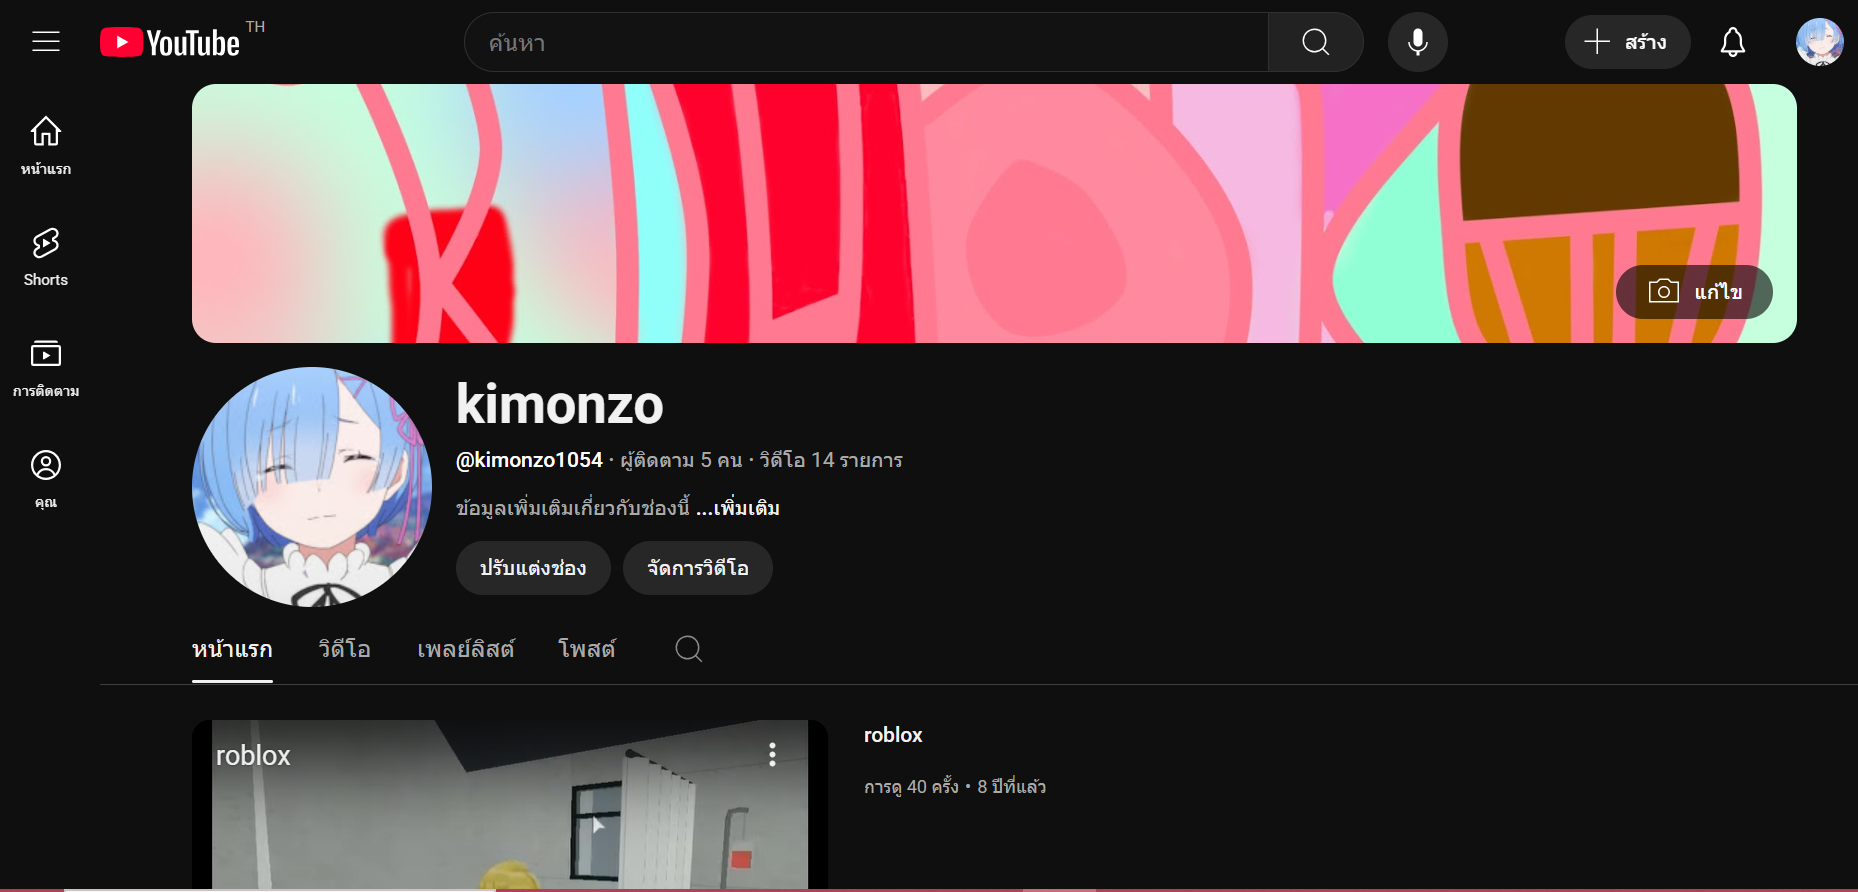 YouTube TH
ค้นหา
สร้าง
หน้าแรก
Shorts
การติดตาม
คุณ
แก้ไข
kimonzo
@kimonzo1054 · ผู้ติดตาม 5 คน · วิดีโอ 14 รายการ
ข้อมูลเพิ่มเติมเกี่ยวกับช่องนี้ ...เพิ่มเติม
ปรับแต่งช่อง จัดการวิดีโอ
หน้าแรก วิดีโอ เพลย์ลิสต์ โพสต์
roblox
roblox
การดู 40 ครั้ง • 8 ปีที่แล้ว